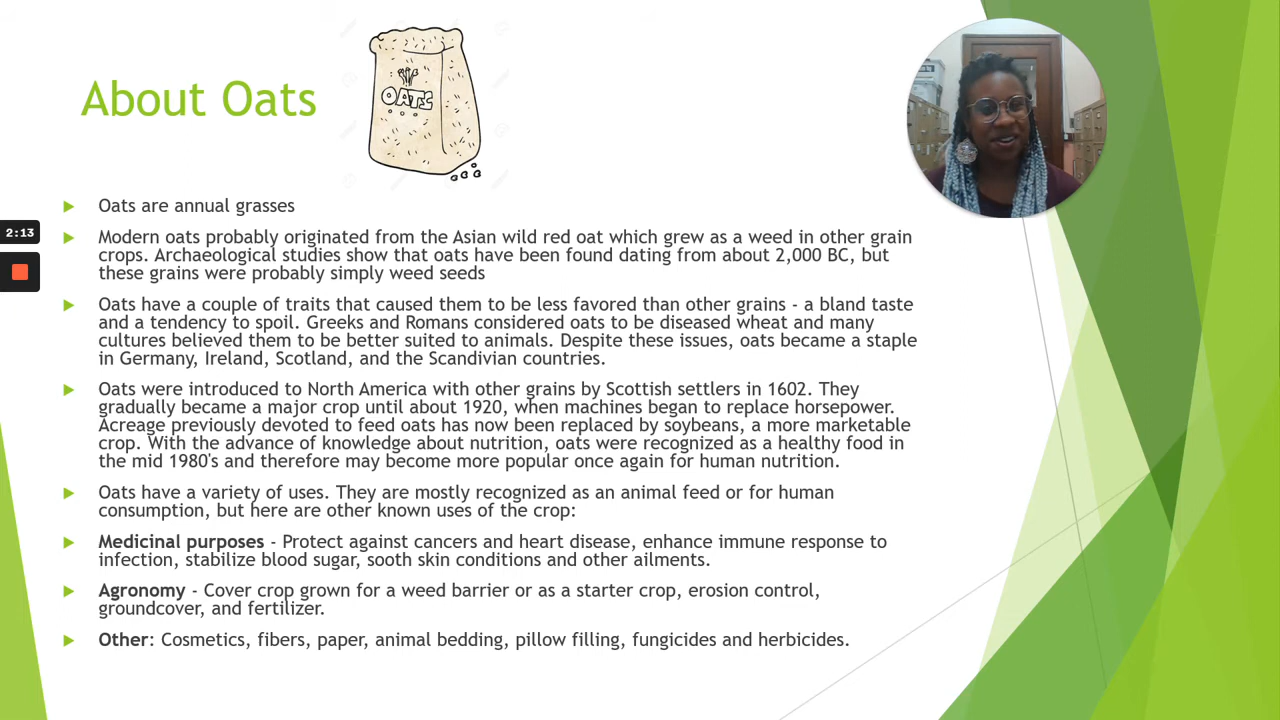 About Oats
OATS
Oats are annual grasses
2:13
Modern oats probably originated from the Asian wild red oat which grew as a weed in other grain
crops. Archaeological studies show that oats have been found dating from about 2,000 BC, but
these grains were probably simply weed seeds
Oats have a couple of traits that caused them to be less favored than other grains - a bland taste
and a tendency to spoil. Greeks and Romans considered oats to be diseased wheat and many
cultures believed them to be better suited to animals. Despite these issues, oats became a staple
in Germany, Ireland, Scotland, and the Scandivian countries.
Oats were introduced to North America with other grains by Scottish settlers in 1602. They
gradually became a major crop until about 1920, when machines began to replace horsepower.
Acreage previously devoted to feed oats has now been replaced by soybeans, a more marketable
crop. With the advance of knowledge about nutrition, oats were recognized as a healthy food in
the mid 1980's and therefore may become more popular once again for human nutrition.
Oats have a variety of uses. They are mostly recognized as an animal feed or for human
consumption, but here are other known uses of the crop:
Medicinal purposes - Protect against cancers and heart disease, enhance immune response to
infection, stabilize blood sugar, sooth skin conditions and other ailments.
Agronomy - Cover crop grown for a weed barrier or as a starter crop, erosion control,
groundcover, and fertilizer.
Other: Cosmetics, fibers, paper, animal bedding, pillow filling, fungicides and herbicides.